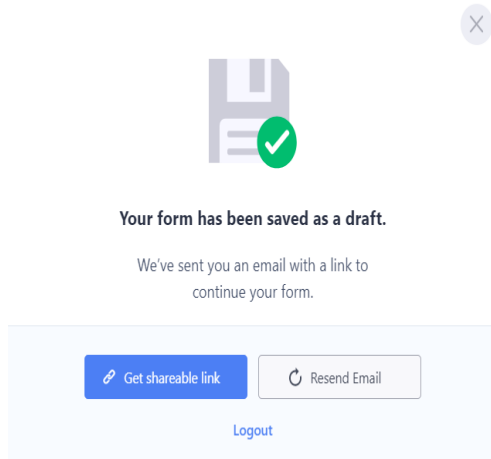 Your form has been saved as a draft.
We've sent you an email with a link to
continue your form.
Get shareable link
Resend Email
Logout